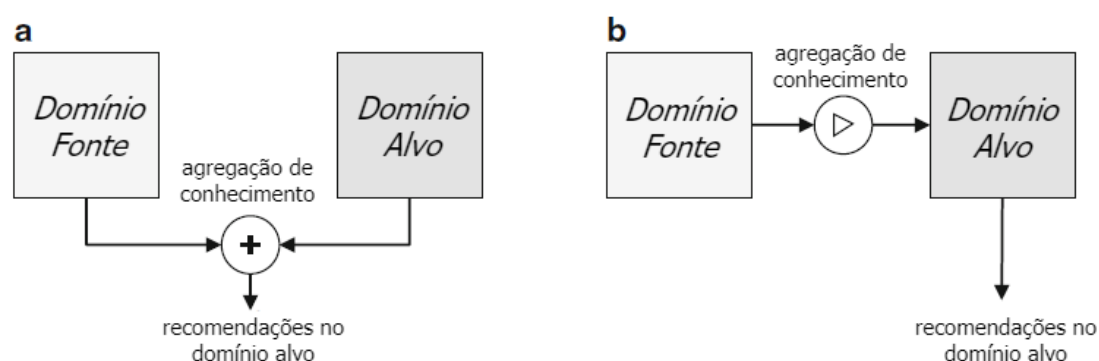 a
Domínio
Fonte
Domínio
Alvo
agregação de
conhecimento
+
recomendações no
domínio alvo
b
Domínio
Fonte
agregação de
conhecimento
Domínio
Alvo
recomendações no
domínio alvo